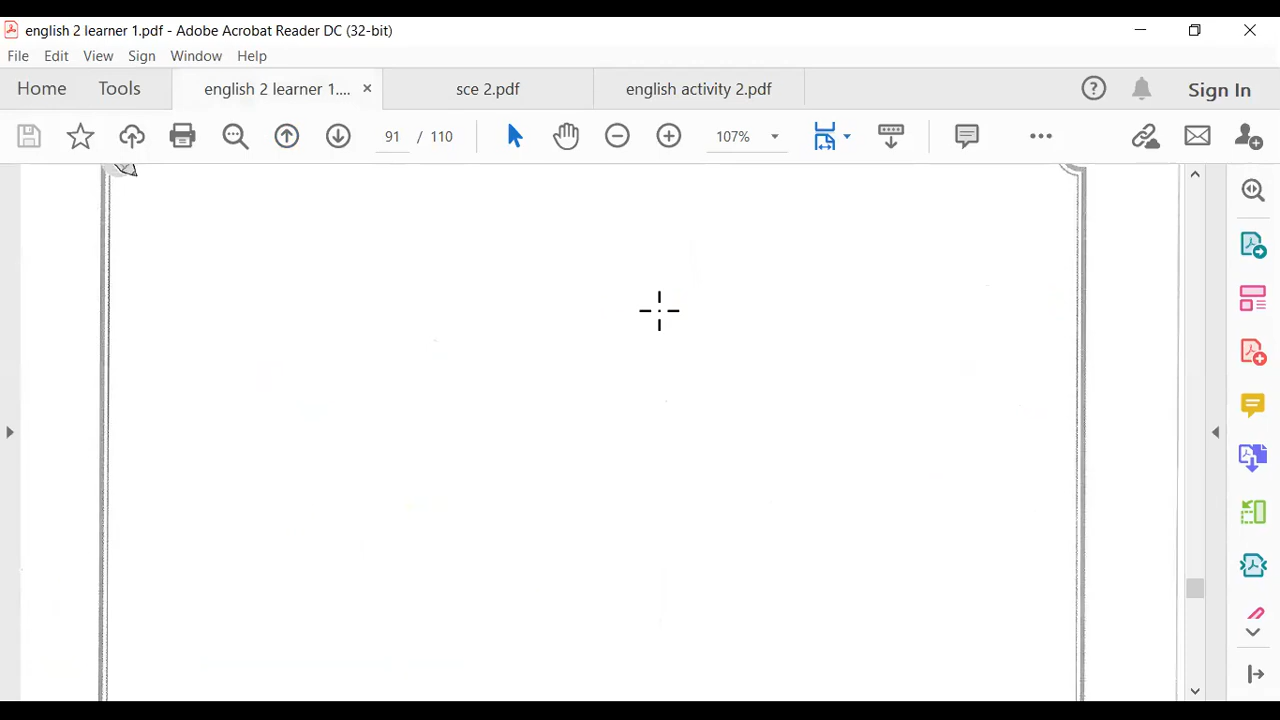 english 2 learner 1.pdf - Adobe Acrobat Reader DC (32-bit)
File Edit View Sign Window Help
Home Tools english 2 learner 1.... × sce 2.pdf english activity 2.pdf Sign In
91 / 110 107%